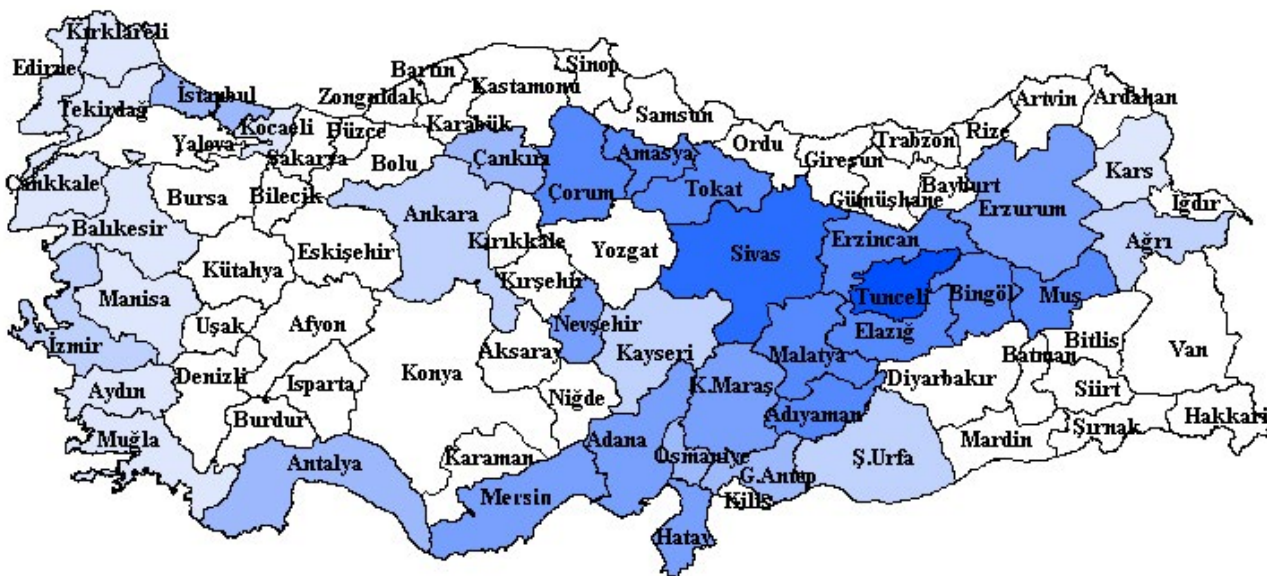 Kırklareli
Edirne
Tekirdağ
İstanbul
Kocaeli
Yalova
Sakarya
Düzce
Zonguldak
Bartın
Karabük
Kastamonu
Sinop
Samsun
Ordu
Giresun
Trabzon
Rize
Artvin
Ardahan
Kars
Iğdır
Ağrı
Erzurum
Bayburt
Gümüşhane
Erzincan
Tokat
Amasya
Çorum
Çankırı
Bolu
Bilecik
Bursa
Çankkale
Balıkesir
Kütahya
Eskişehir
Ankara
Kırıkkale
Kırşehir
Yozgat
Sivas
Tunceli
Bingöl
Muş
Elazığ
Malatya
Kayseri
Nevşehir
Aksaray
Niğde
Konya
Afyon
Uşak
Manisa
İzmir
Aydın
Denizli
Isparta
Burdur
Muğla
Antalya
Karaman
Mersin
Adana
Osmaniye
K.Maraş
Adıyaman
G.Antep
Kilis
Hatay
Ş.Urfa
Diyarbakır
Mardin
Batman
Siirt
Bitlis
Van
Şırnak
Hakkari